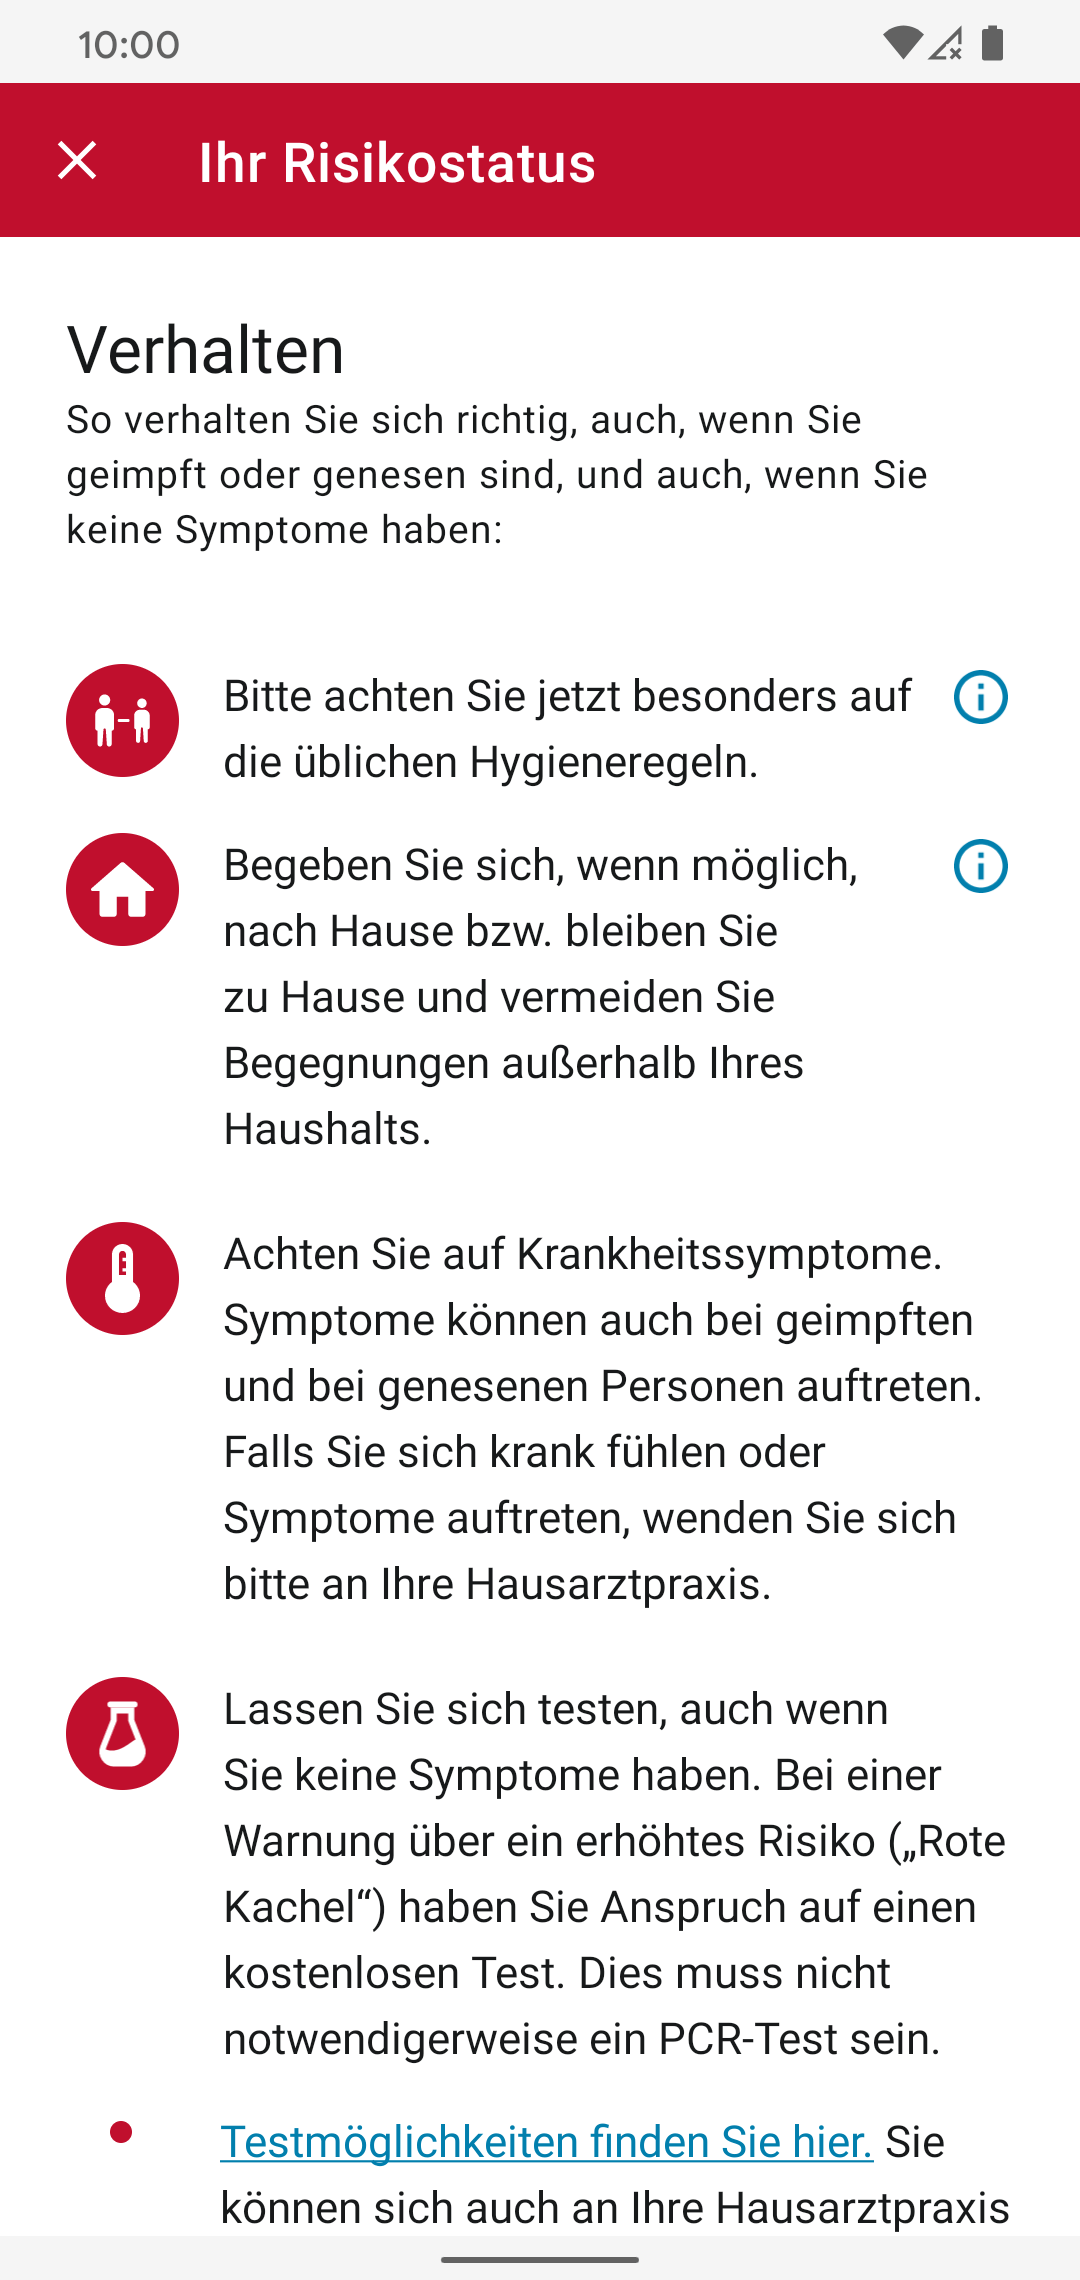 10:00
Ihr Risikostatus
Verhalten
So verhalten Sie sich richtig, auch, wenn Sie
geimpft oder genesen sind, und auch, wenn Sie
keine Symptome haben:
Bitte achten Sie jetzt besonders auf
die üblichen Hygieneregeln.
Begeben Sie sich, wenn möglich,
nach Hause bzw. bleiben Sie
zu Hause und vermeiden Sie
Begegnungen außerhalb Ihres
Haushalts.
Achten Sie auf Krankheitssymptome.
Symptome können auch bei geimpften
und bei genesenen Personen auftreten.
Falls Sie sich krank fühlen oder
Symptome auftreten, wenden Sie sich
bitte an Ihre Hausarztpraxis.
Lassen Sie sich testen, auch wenn
Sie keine Symptome haben. Bei einer
Warnung über ein erhöhtes Risiko („Rote
Kachel“) haben Sie Anspruch auf einen
kostenlosen Test. Dies muss nicht
notwendigerweise ein PCR-Test sein.
Testmöglichkeiten finden Sie hier. Sie
können sich auch an Ihre Hausarztpraxis